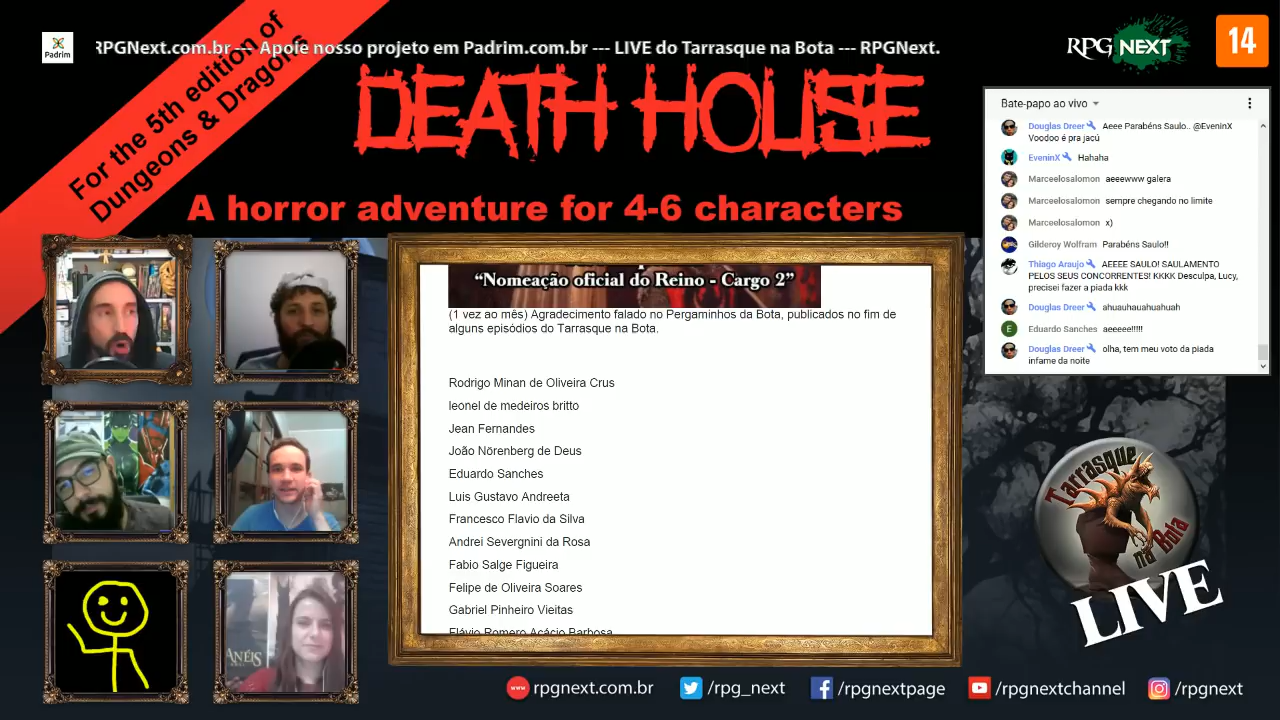 Padrim
RPGNext.com.br --- Apoie nosso projeto em Padrim.com.br --- LIVE do Tarrasque na Bota --- RPGNext.
RPG NEXT
14
For the 5th edition of
Dungeons & Dragons
DEATH HOUSE
A horror adventure for 4-6 characters
Bate-papo ao vivo
Douglas Dreer Aeee Parabéns Saulo.. @EveninX
Voodoo é pra jacú
EveninX Hahaha
Marceelosalomon aeeewww galera
Marceelosalomon sempre chegando no limite
Marceelosalomon x)
Gilderoy Wolfram Parabéns Saulo!!
Thiago Araujo AEEEE SAULO! SAULAMENTO
PELOS SEUS CONCORRENTES! KKKK Desculpa, Lucy,
precisei fazer a piada kkk
Douglas Dreer ahuauhauahuahuah
E Eduardo Sanches aeeeee!!!!!
Douglas Dreer olha, tem meu voto da piada
infame da noite
“Nomeação oficial do Reino - Cargo 2”
(1 vez ao mês) Agradecimento falado no Pergaminhos da Bota, publicados no fim de
alguns episódios do Tarrasque na Bota.
Rodrigo Minan de Oliveira Crus
leonel de medeiros britto
Jean Fernandes
João Nörenberg de Deus
Eduardo Sanches
Luis Gustavo Andreeta
Francesco Flavio da Silva
Andrei Severgnini da Rosa
Fabio Salge Figueira
Felipe de Oliveira Soares
Gabriel Pinheiro Vieitas
Flávio Romero Acácio Barbosa
ANÉIS
Tarrasque
na
Bota
LIVE
www rpgnext.com.br
/rpg_next
/rpgnextpage
/rpgnextchannel
/rpgnext